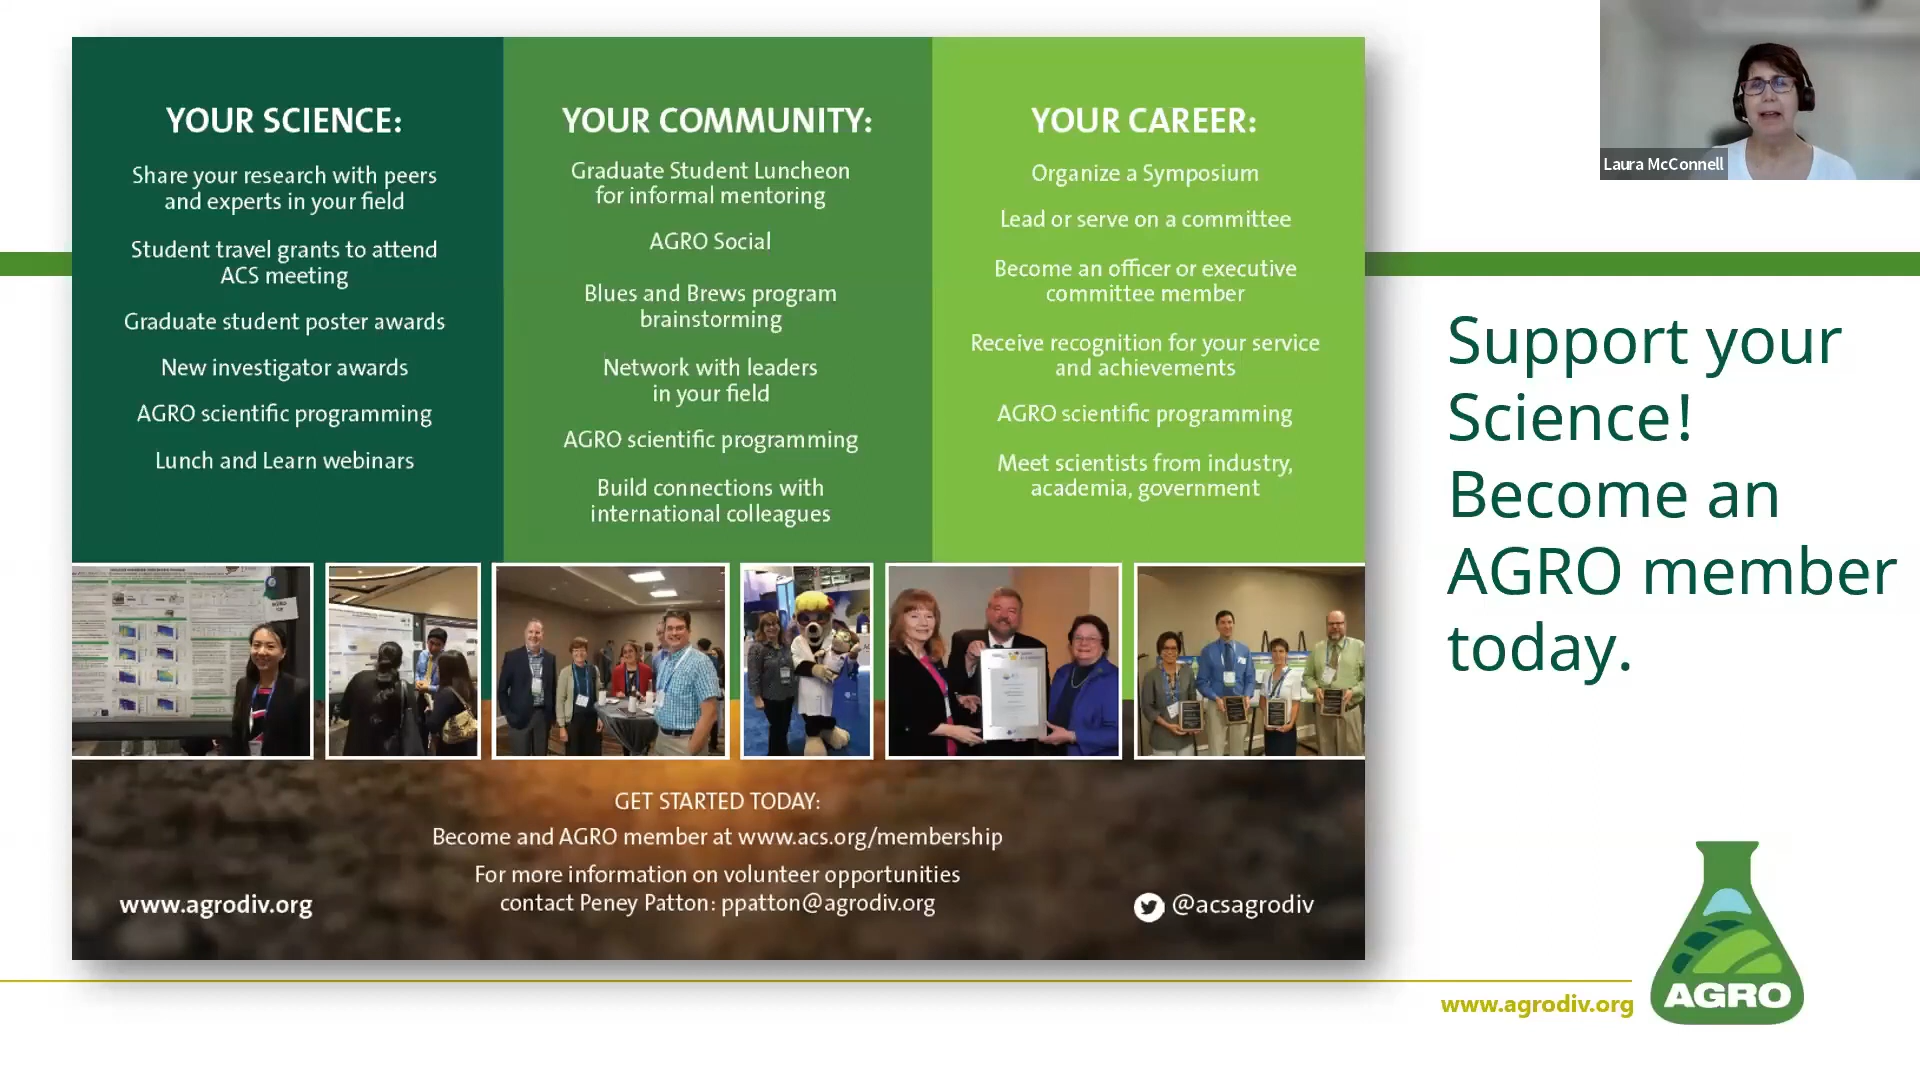 YOUR SCIENCE:
Share your research with peers
and experts in your field
Student travel grants to attend
ACS meeting
Graduate student poster awards
New investigator awards
AGRO scientific programming
Lunch and Learn webinars
YOUR COMMUNITY:
Graduate Student Luncheon
for informal mentoring
AGRO Social
Blues and Brews program
brainstorming
Network with leaders
in your field
AGRO scientific programming
Build connections with
international colleagues
YOUR CAREER:
Organize a Symposium
Lead or serve on a committee
Become an officer or executive
committee member
Receive recognition for your service
and achievements
AGRO scientific programming
Meet scientists from industry,
academia, government
GET STARTED TODAY:
Become and AGRO member at www.acs.org/membership
For more information on volunteer opportunities
contact Peney Patton: ppatton@agrodiv.org
www.agrodiv.org
@acsagrodiv
Laura McConnell
Support your
Science!
Become an
AGRO member
today.
www.agrodiv.org
AGRO